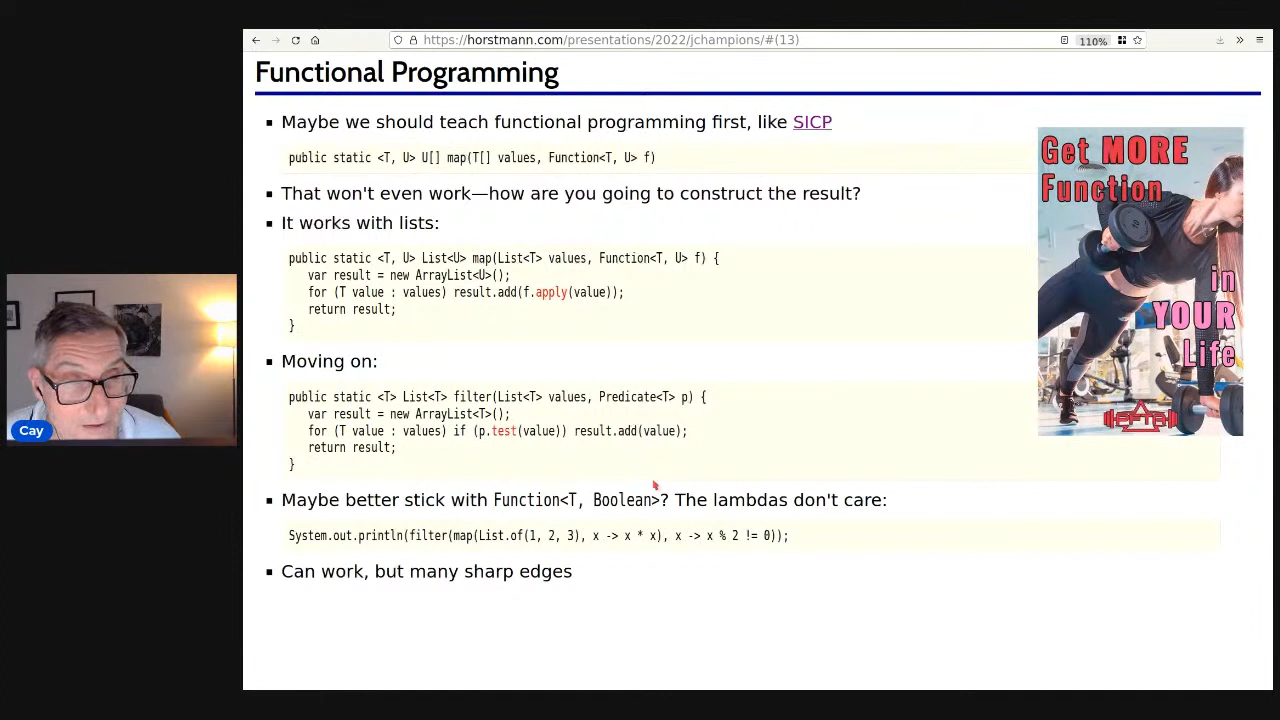 https://horstmann.com/presentations/2022/jchampions/#(13)
110%
Functional Programming
Maybe we should teach functional programming first, like SICP
public static <T, U> U[] map(T[] values, Function<T, U> f)
That won't even work—how are you going to construct the result?
It works with lists:
public static <T, U> List<U> map(List<T> values, Function<T, U> f) {
var result = new ArrayList<U>();
for (T value : values) result.add(f.apply(value));
return result;
}
Moving on:
public static <T> List<T> filter(List<T> values, Predicate<T> p) {
var result = new ArrayList<T>();
for (T value : values) if (p.test(value)) result.add(value);
return result;
}
Maybe better stick with Function<T, Boolean>? The lambdas don't care:
System.out.println(filter(map(List.of(1, 2, 3), x -> x * x), x -> x % 2 != 0));
Can work, but many sharp edges
Get MORE
Function
in
YOUR
Life
Cay